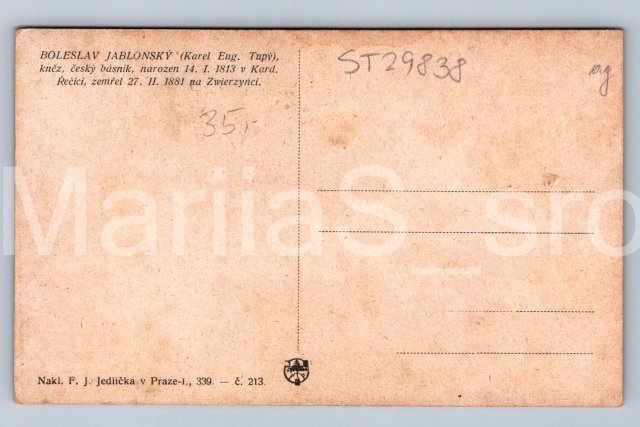 BOLESLAV JABLONSKÝ (Karel Eug. Tupý),
kněz, český básník, narozen 14. I. 1813 v Kard.
Řečici, zemřel 27. II. 1881 na Zwierzyńci.
ST29838
35,-
MariiaS_sro
Nakl. F. J. Jedlička v Praze-I., 339. — č. 213.